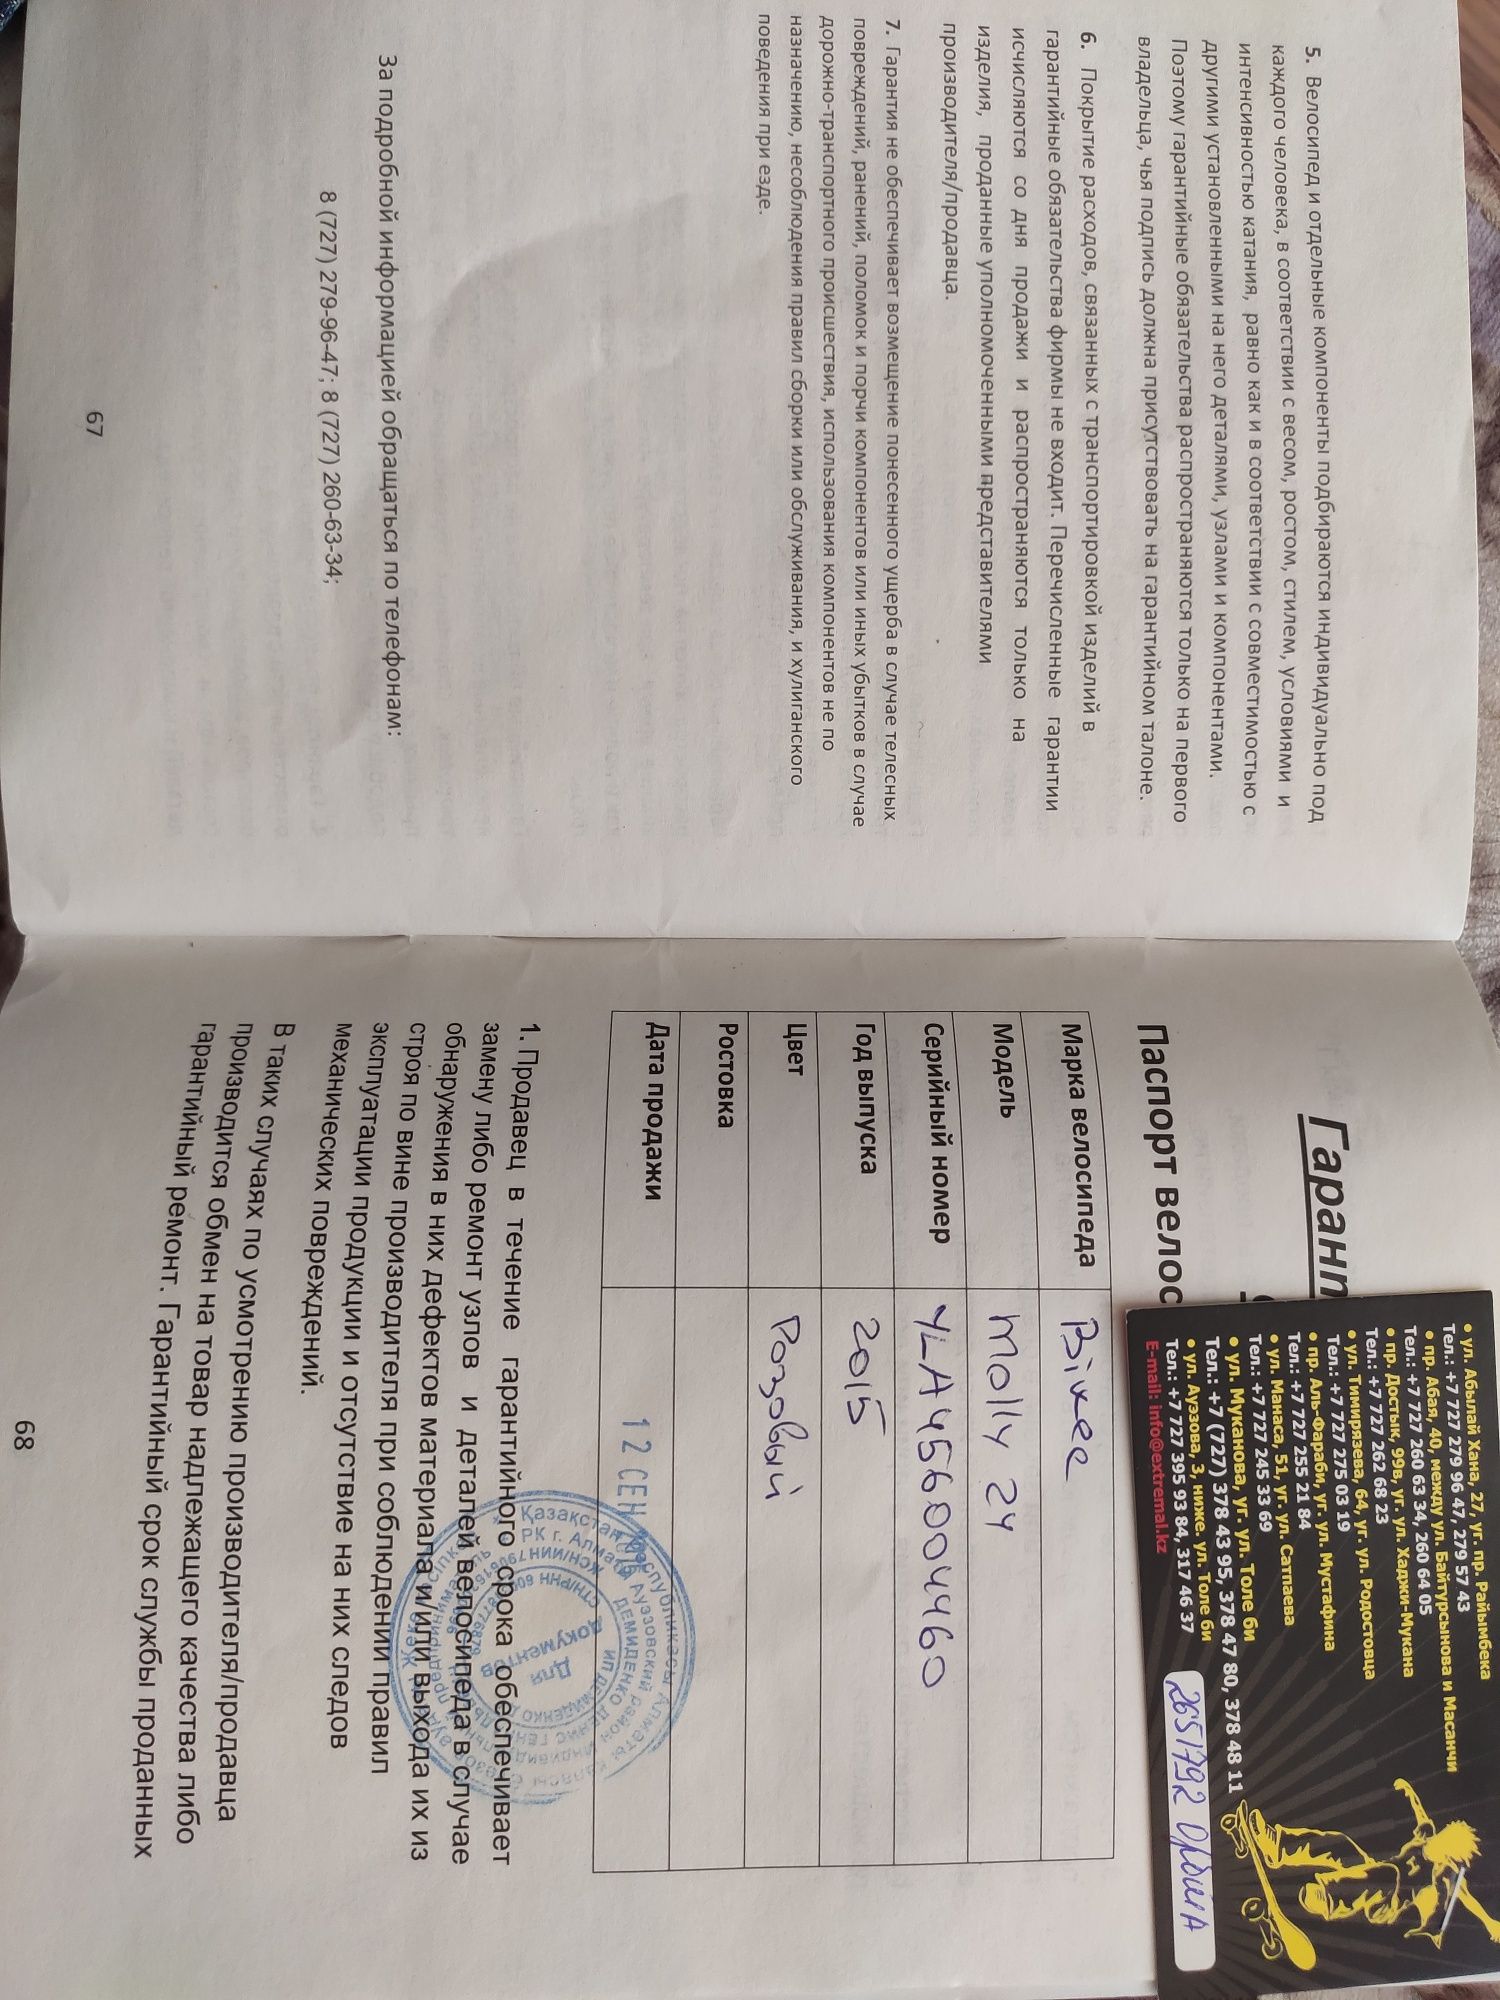 5. Велосипед и отдельные компоненты подбираются индивидуально под
каждого человека, в соответствии с весом, ростом, стилем, условиями и
интенсивностью катания, равно как и в соответствии с совместимостью с
другими установленными на него деталями, узлами и компонентами.
Поэтому гарантийные обязательства распространяются только на первого
владельца, чья подпись должна присутствовать на гарантийном талоне.
6. Покрытие расходов, связанных с транспортировкой изделий в
гарантийные обязательства фирмы не входит. Перечисленные гарантии
исчисляются со дня продажи и распространяются только на
изделия, проданные уполномоченными представителями
производителя/продавца.
7. Гарантия не обеспечивает возмещение понесенного ущерба в случае телесных
повреждений, ранений, поломок и порчи компонентов или иных убытков в случае
дорожно-транспортного происшествия, использования компонентов не по
назначению, несоблюдения правил сборки или обслуживания, и хулиганского
поведения при езде.
За подробной информацией обращаться по телефонам:
8 (727) 279-96-47; 8 (727) 260-63-34;
67
Гарант
Паспорт велос
Марка велосипеда Bikee
Модель Molly 24
Серийный номер YLA456004460
Год выпуска 2015
Цвет Розовый
Ростовка
Дата продажи 12 СЕН
1. Продавец в течение гарантийного срока обеспечивает
замену либо ремонт узлов и деталей велосипеда в случае
обнаружения в них дефектов материала и/или выхода их из
строя по вине производителя при соблюдении правил
эксплуатации продукции и отсутствие на них следов
механических повреждений.
В таких случаях по усмотрению производителя/продавца
производится обмен на товар надлежащего качества либо
гарантийный ремонт. Гарантийный срок службы проданных
68
Для
документов
• ул. Абылай Хана, 27, уг. пр. Райымбека
Тел.: +7 727 279 96 47, 279 57 43
• пр. Абая, 40, между ул. Байтурсынова и Масанчи
Тел.: +7 727 260 63 34, 260 64 05
• пр. Достык, 99в, уг. ул. Хаджи-Мукана
Тел.: +7 727 262 68 23
• ул. Тимирязева, 64, уг. ул. Родостовца
Тел.: +7 727 275 03 19
• пр. Аль-Фараби, уг. ул. Мустафина
Тел.: +7 727 255 21 84
• ул. Манаса, 51, уг. ул. Сатпаева
Тел.: +7 727 245 33 69
• ул. Муканова, уг. ул. Толе би
Тел.: +7 (727) 378 43 95, 378 47 80, 378 48 11
• ул. Ауэзова, 3, ниже. ул. Толе би
Тел.: +7 727 395 93 84, 317 46 37
E-mail: info@extremal.kz
2651792